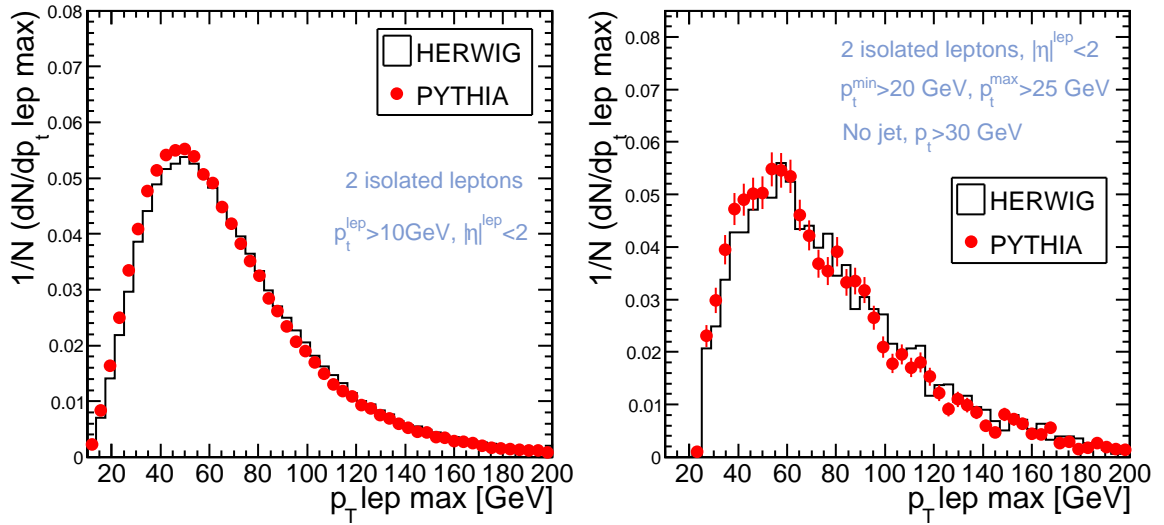 1/N (dN/dp_t lep max)
0.08
0.07
0.06
0.05
0.04
0.03
0.02
0.01
0
HERWIG
PYTHIA
2 isolated leptons
p_t^lep>10GeV, |η|^lep<2
20 40 60 80 100 120 140 160 180 200
p_T lep max [GeV]
1/N (dN/dp_t lep max)
0.08
0.07
0.06
0.05
0.04
0.03
0.02
0.01
0
2 isolated leptons, |η|^lep<2
p_t^min>20 GeV, p_t^max>25 GeV
No jet, p_t>30 GeV
HERWIG
PYTHIA
20 40 60 80 100 120 140 160 180 200
p_T lep max [GeV]